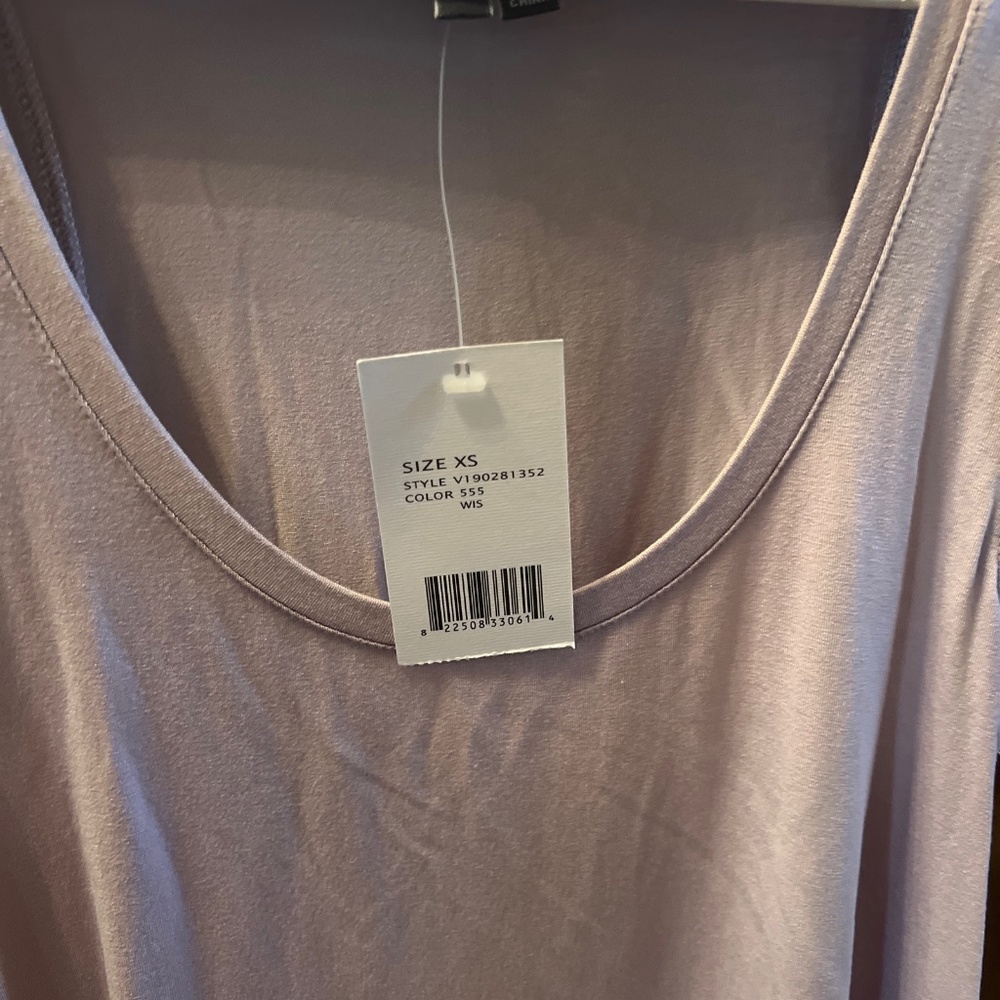 SIZE XS
STYLE V190281352
COLOR 555
WIS
8 22508 33061 4